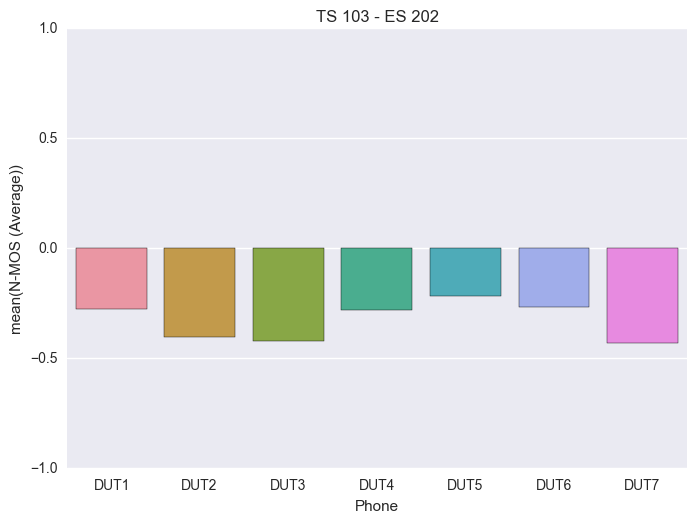 TS 103 - ES 202
1.0
0.5
0.0
−0.5
−1.0
mean(N-MOS (Average))
DUT1 DUT2 DUT3 DUT4 DUT5 DUT6 DUT7
Phone